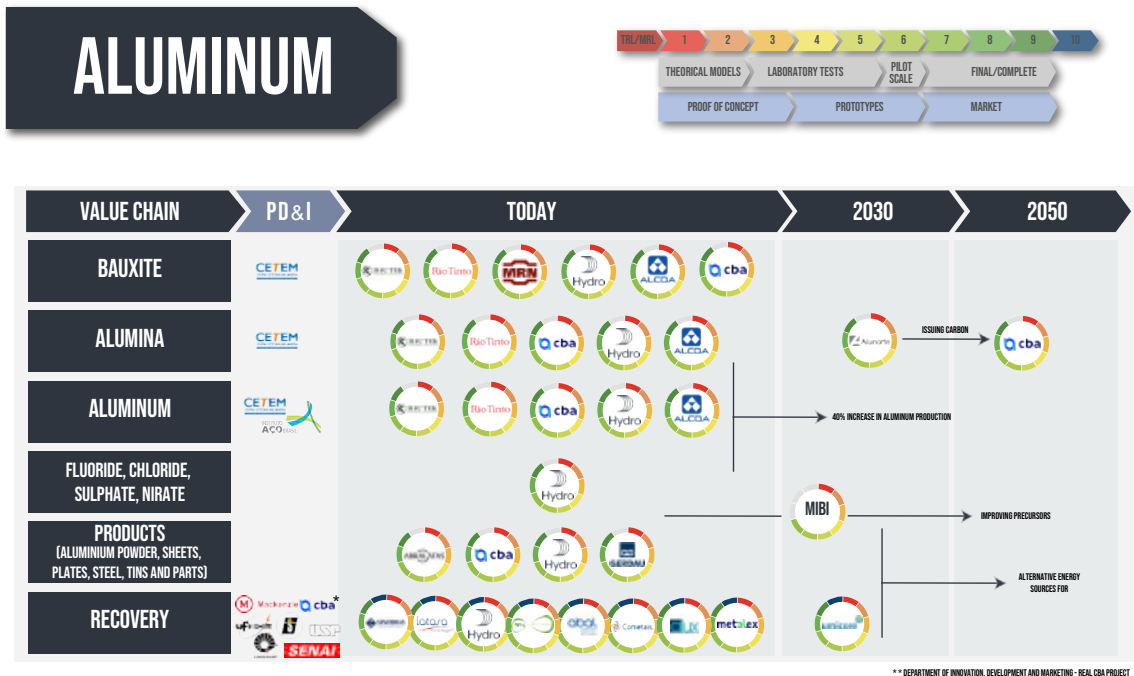 ALUMINUM
TRL/MRL 1 2 3 4 5 6 7 8 9 10
THEORICAL MODELS LABORATORY TESTS PILOT SCALE FINAL/COMPLETE
PROOF OF CONCEPT PROTOTYPES MARKET
VALUE CHAIN PD&I TODAY 2030 2050
BAUXITE
CETEM
RioTinto MRN Hydro ALCOA cba
ALUMINA
CETEM
RioTinto cba Hydro ALCOA
Alunorte ISSUING CARBON cba
ALUMINUM
CETEM
AÇO
RioTinto cba Hydro ALCOA
40% INCREASE IN ALUMINUM PRODUCTION
FLUORIDE, CHLORIDE,
SULPHATE, NIRATE
Hydro
MIBI IMPROVING PRECURSORS
PRODUCTS
(ALUMINIUM POWDER, SHEETS,
PLATES, STEEL, TINS AND PARTS)
cba Hydro GERDAU
ALTERNATIVE ENERGY
SOURCES FOR
RECOVERY
Mackenzie cba*
USP
SENAI
latasa Hydro metalex
umicore
* * DEPARTMENT OF INNOVATION, DEVELOPMENT AND MARKETING - REAL CBA PROJECT